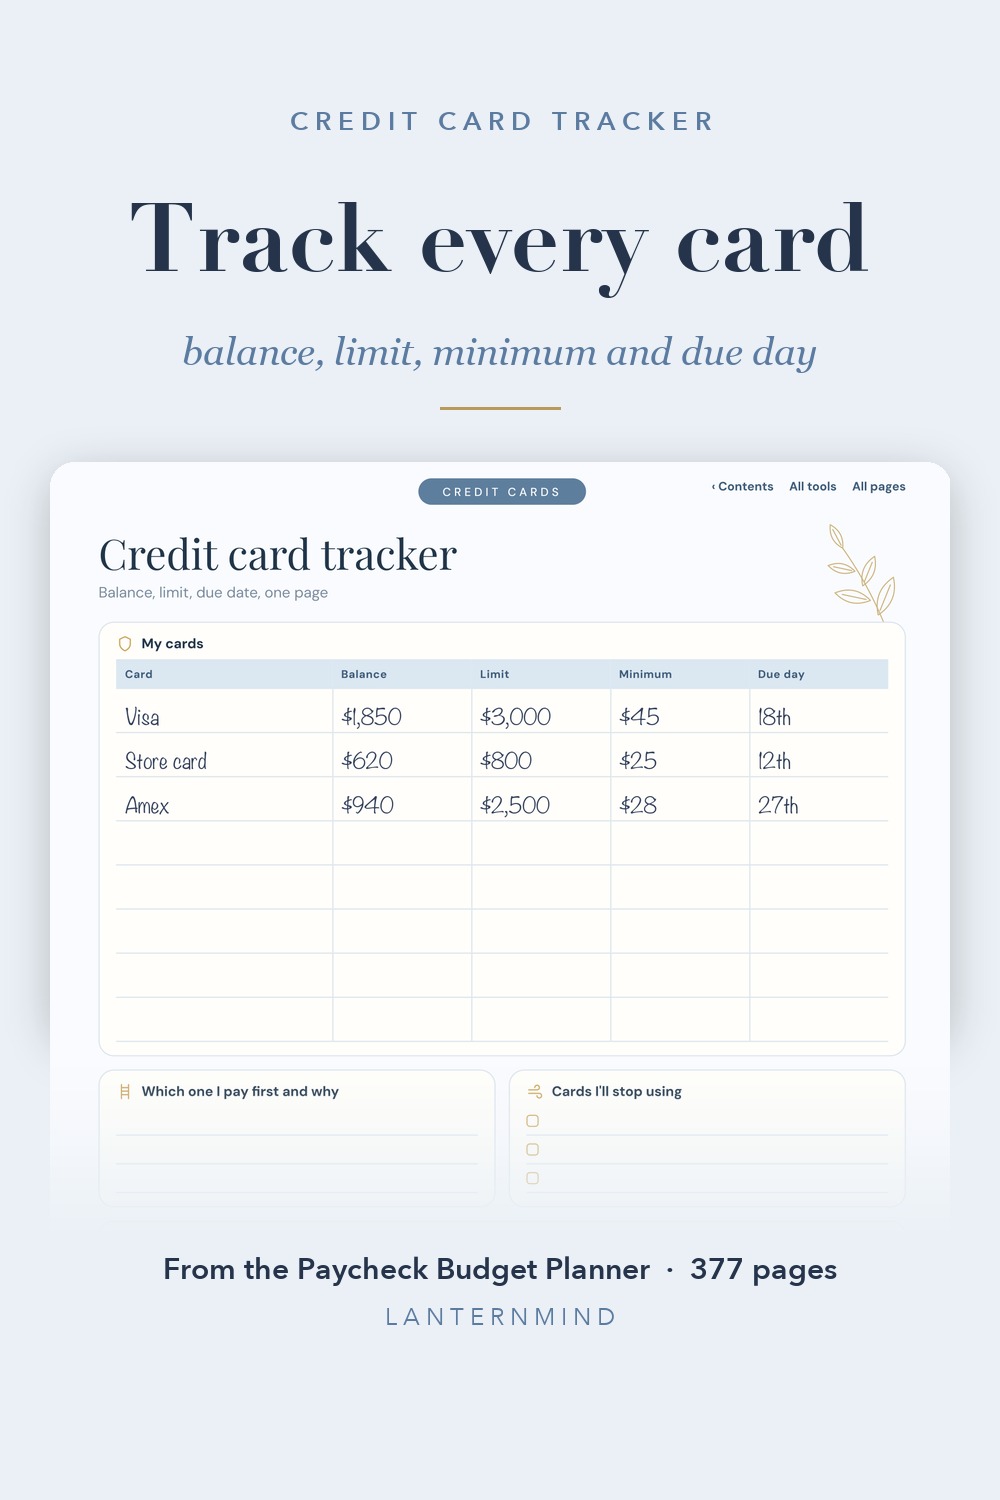 CREDIT CARD TRACKER
Track every card
balance, limit, minimum and due day
CREDIT CARDS
‹ Contents All tools All pages
Credit card tracker
Balance, limit, due date, one page
My cards
Card Balance Limit Minimum Due day
Visa $1,850 $3,000 $45 18th
Store card $620 $800 $25 12th
Amex $940 $2,500 $28 27th
Which one I pay first and why
Cards I'll stop using
From the Paycheck Budget Planner · 377 pages
LANTERNMIND